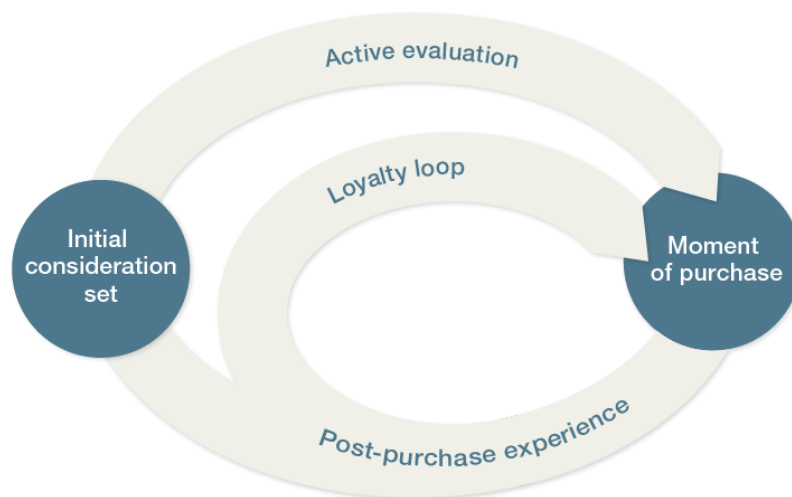 Active evaluation
Loyalty loop
Initial
consideration
set
Moment
of purchase
Post-purchase experience